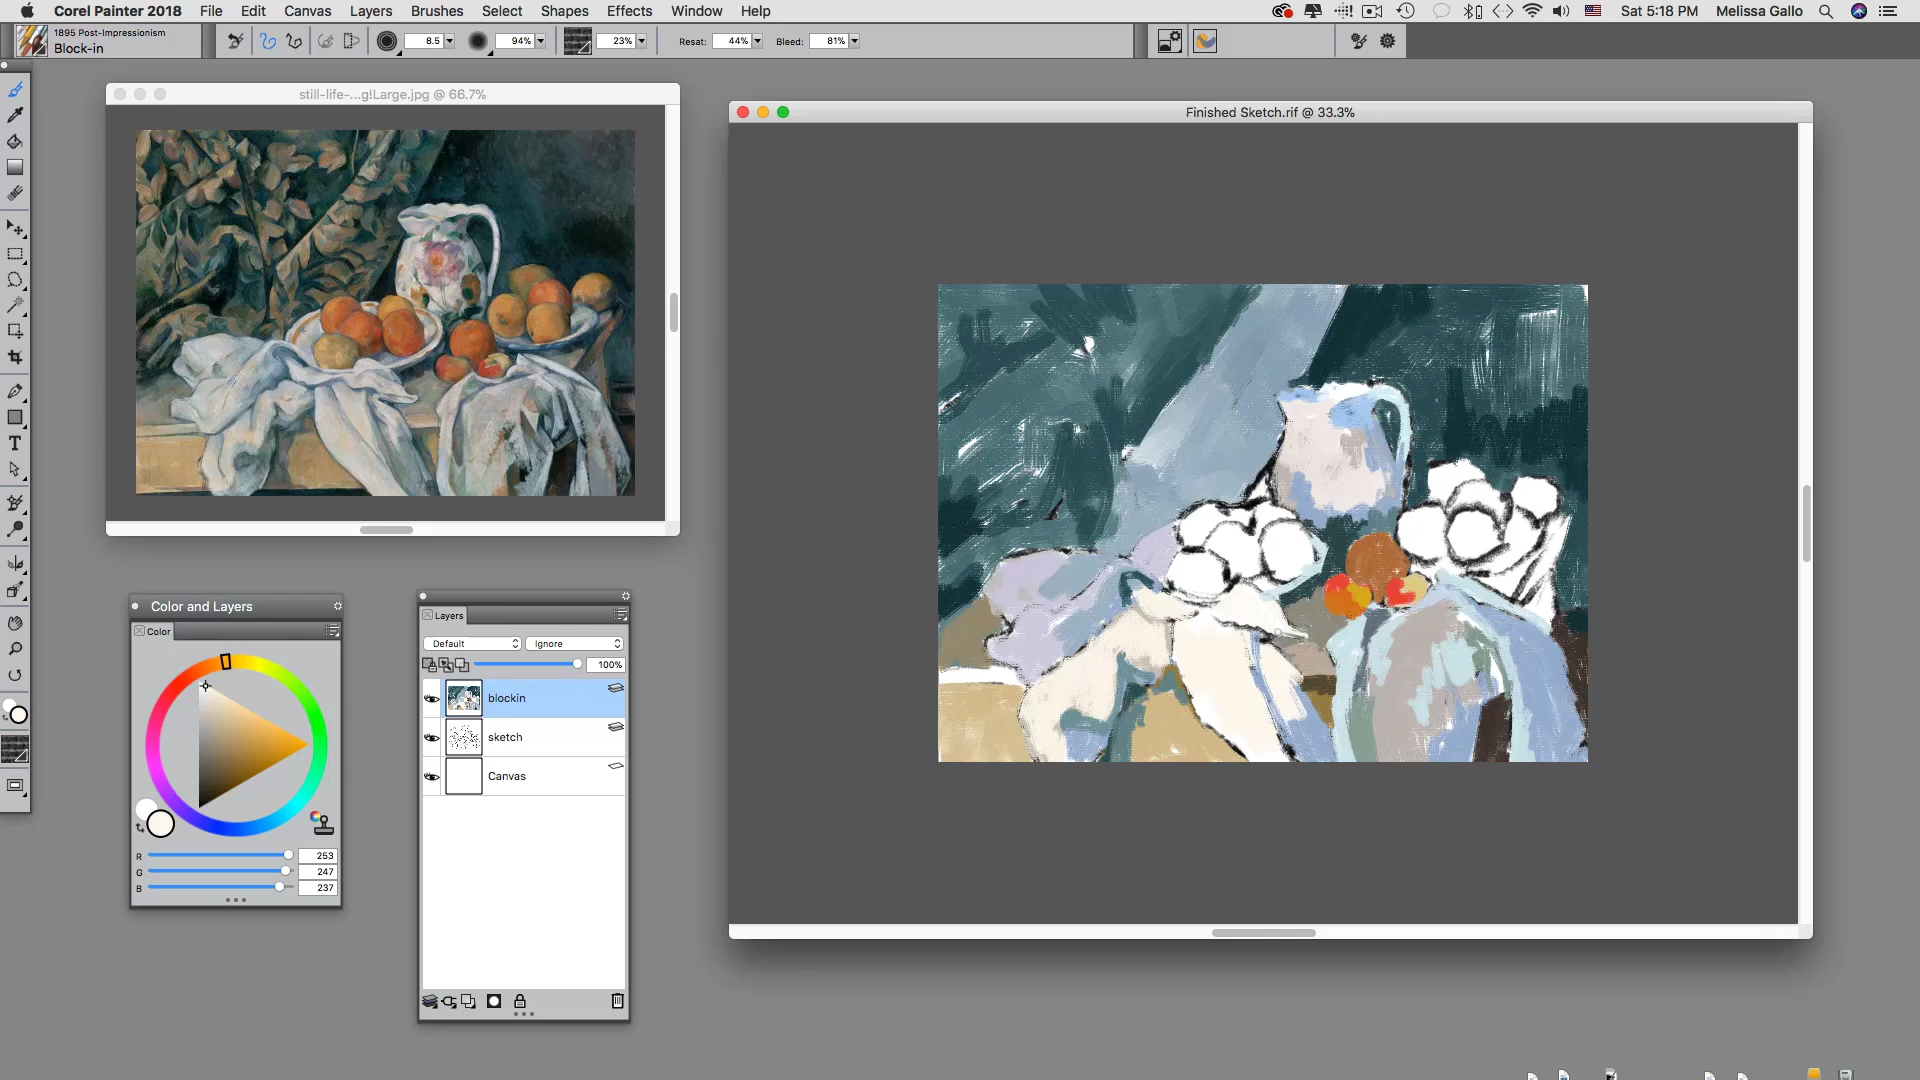 Corel Painter 2018 File Edit Canvas Layers Brushes Select Shapes Effects Window Help Sat 5:18 PM Melissa Gallo
1895 Post-Impressionism
Block-in
8.5 94% 23% Resat: 44% Bleed: 81%
still-life-...g!Large.jpg @ 66.7%
Finished Sketch.rif @ 33.3%
T
Color and Layers
Color
R 253
G 247
B 237
Layers
Default Ignore
100%
blockin
sketch
Canvas